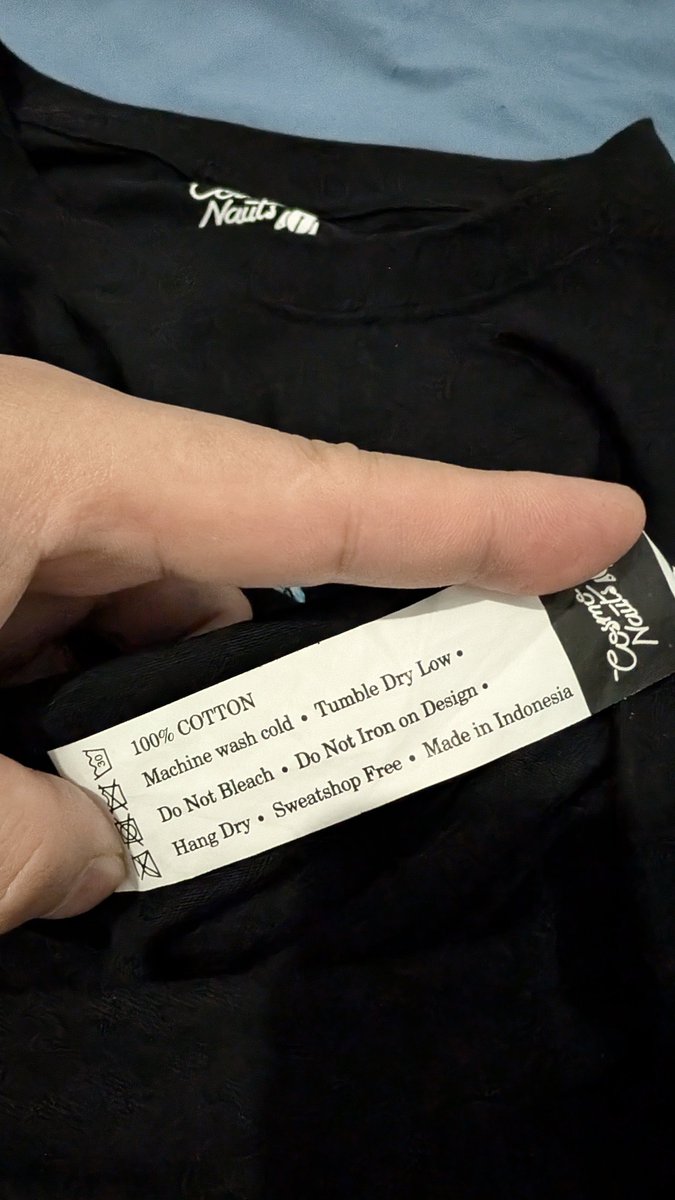 Nauts
100% COTTON
Machine wash cold • Tumble Dry Low •
Do Not Bleach • Do Not Iron on Design •
Hang Dry • Sweatshop Free • Made in Indonesia
30
Cosmo
Nauts